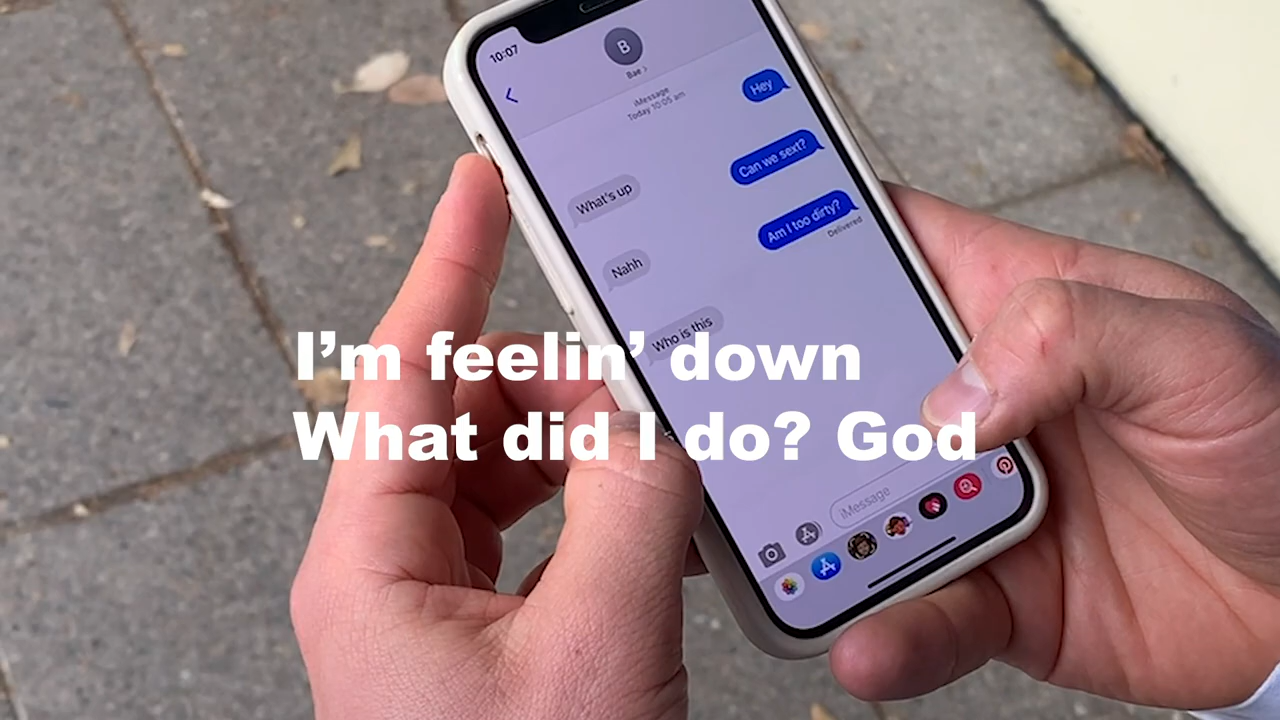 10:07
B
Bae >
iMessage
Today 10:05 am
Hey
What's up
Can we sext?
Nahh
Am I too dirty?
Delivered
Who is this
I’m feelin’ down
What did I do? God
iMessage